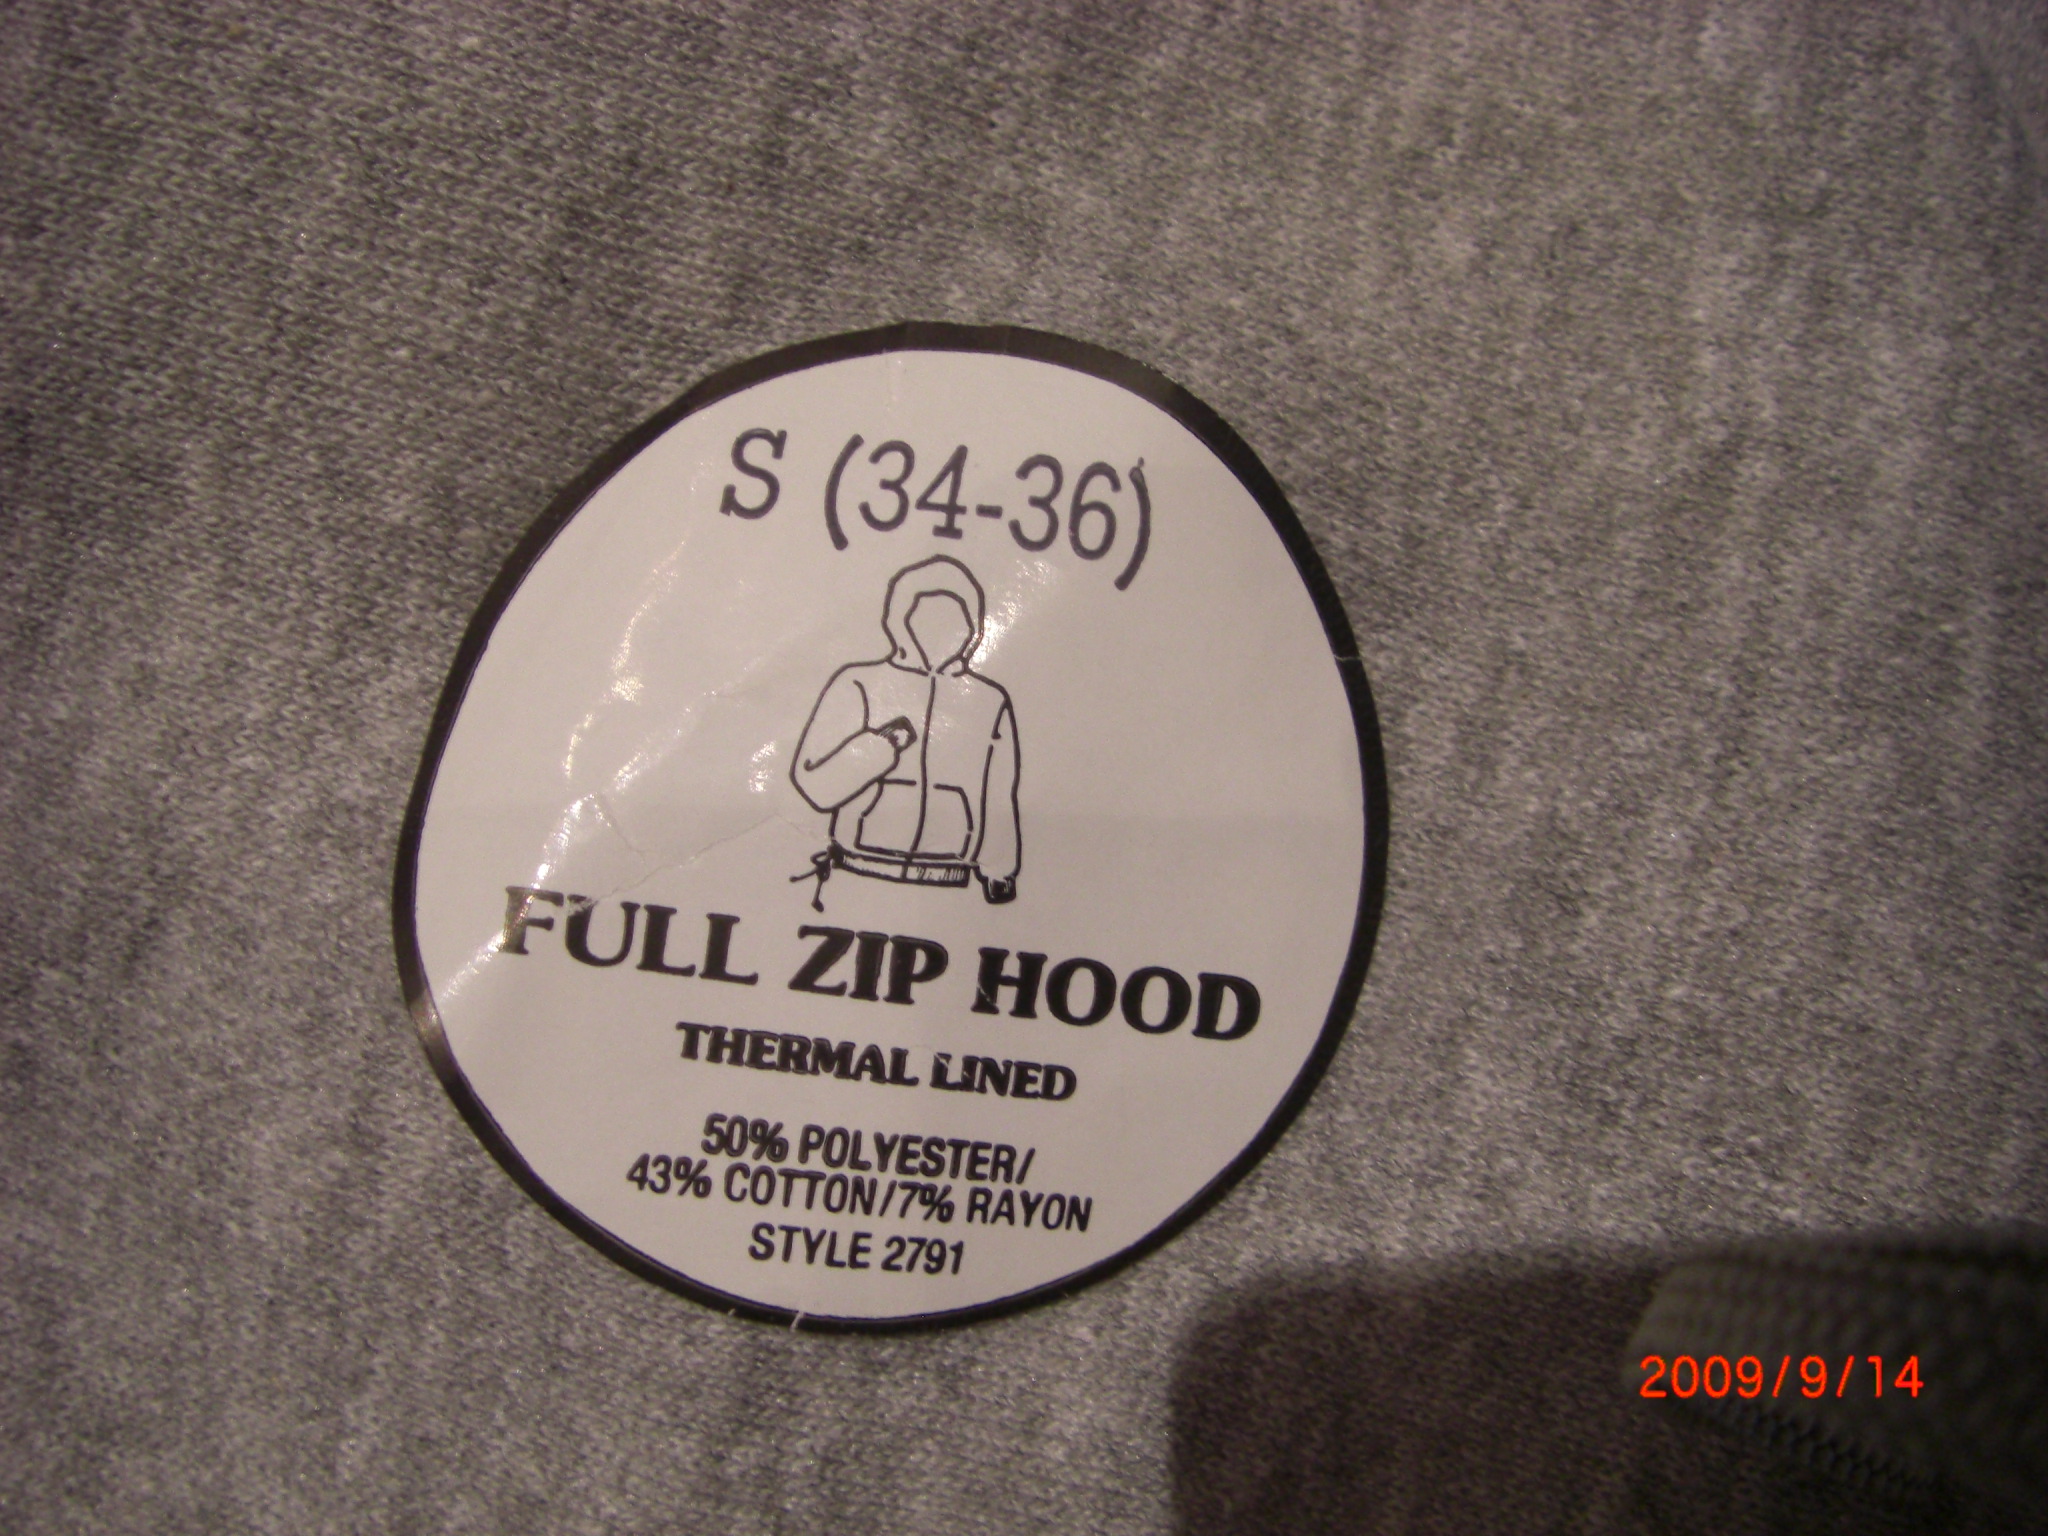 S (34-36)
FULL ZIP HOOD
THERMAL LINED
50% POLYESTER/
43% COTTON/7% RAYON
STYLE 2791
2009/9/14